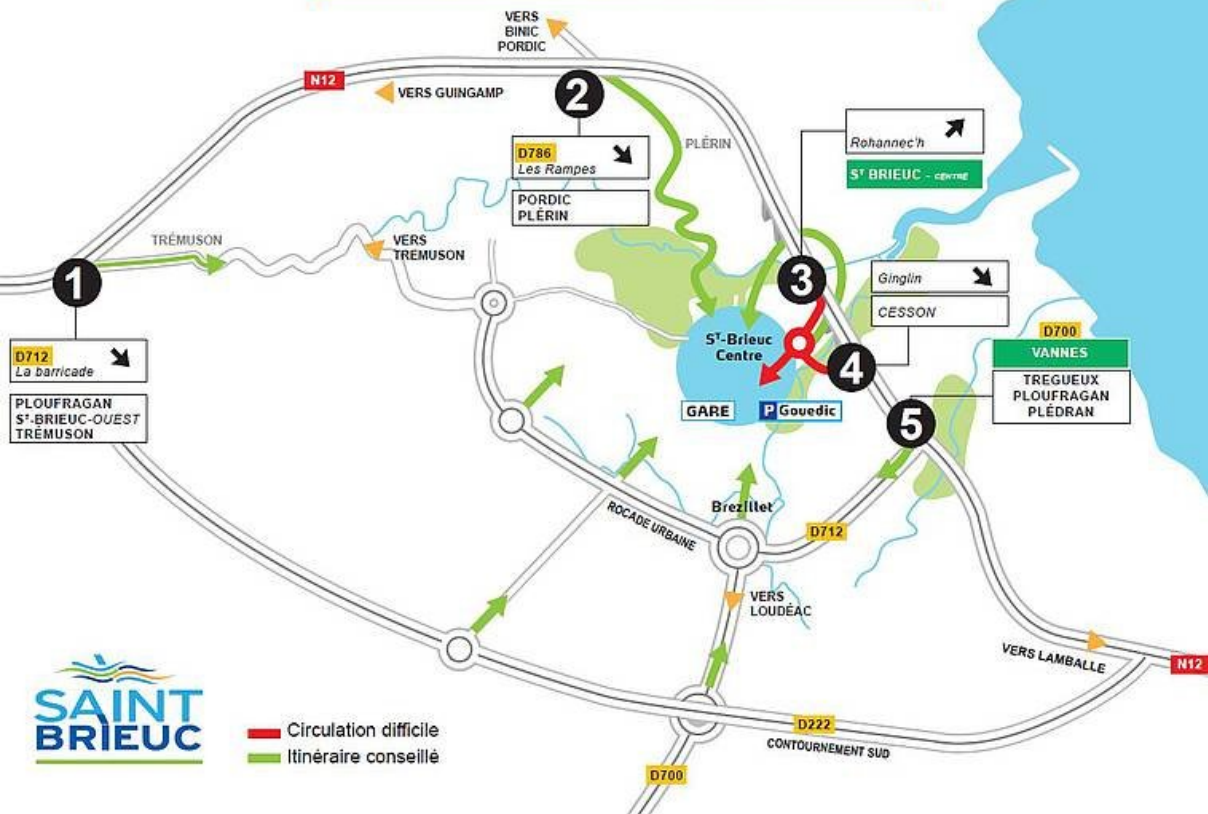 VERS
BINIC
PORDIC
N12
VERS GUINGAMP
2
D786
Les Rampes
PORDIC
PLÉRIN
PLÉRIN
Rohannec'h
Sᵀ BRIEUC - CENTRE
TRÉMUSON
VERS
TRÉMUSON
1
D712
La barricade
PLOUFRAGAN
Sᵀ-BRIEUC-OUEST
TRÉMUSON
3
Ginglin
CESSON
Sᵀ-Brieuc
Centre
4
GARE
P Gouedic
D700
VANNES
TREGUEUX
PLOUFRAGAN
PLÉDRAN
5
Brezillet
ROCADE URBAINE
D712
VERS
LOUDÉAC
VERS LAMBALLE
N12
D222
CONTOURNEMENT SUD
D700
SAINT
BRIEUC
Circulation difficile
Itinéraire conseillé